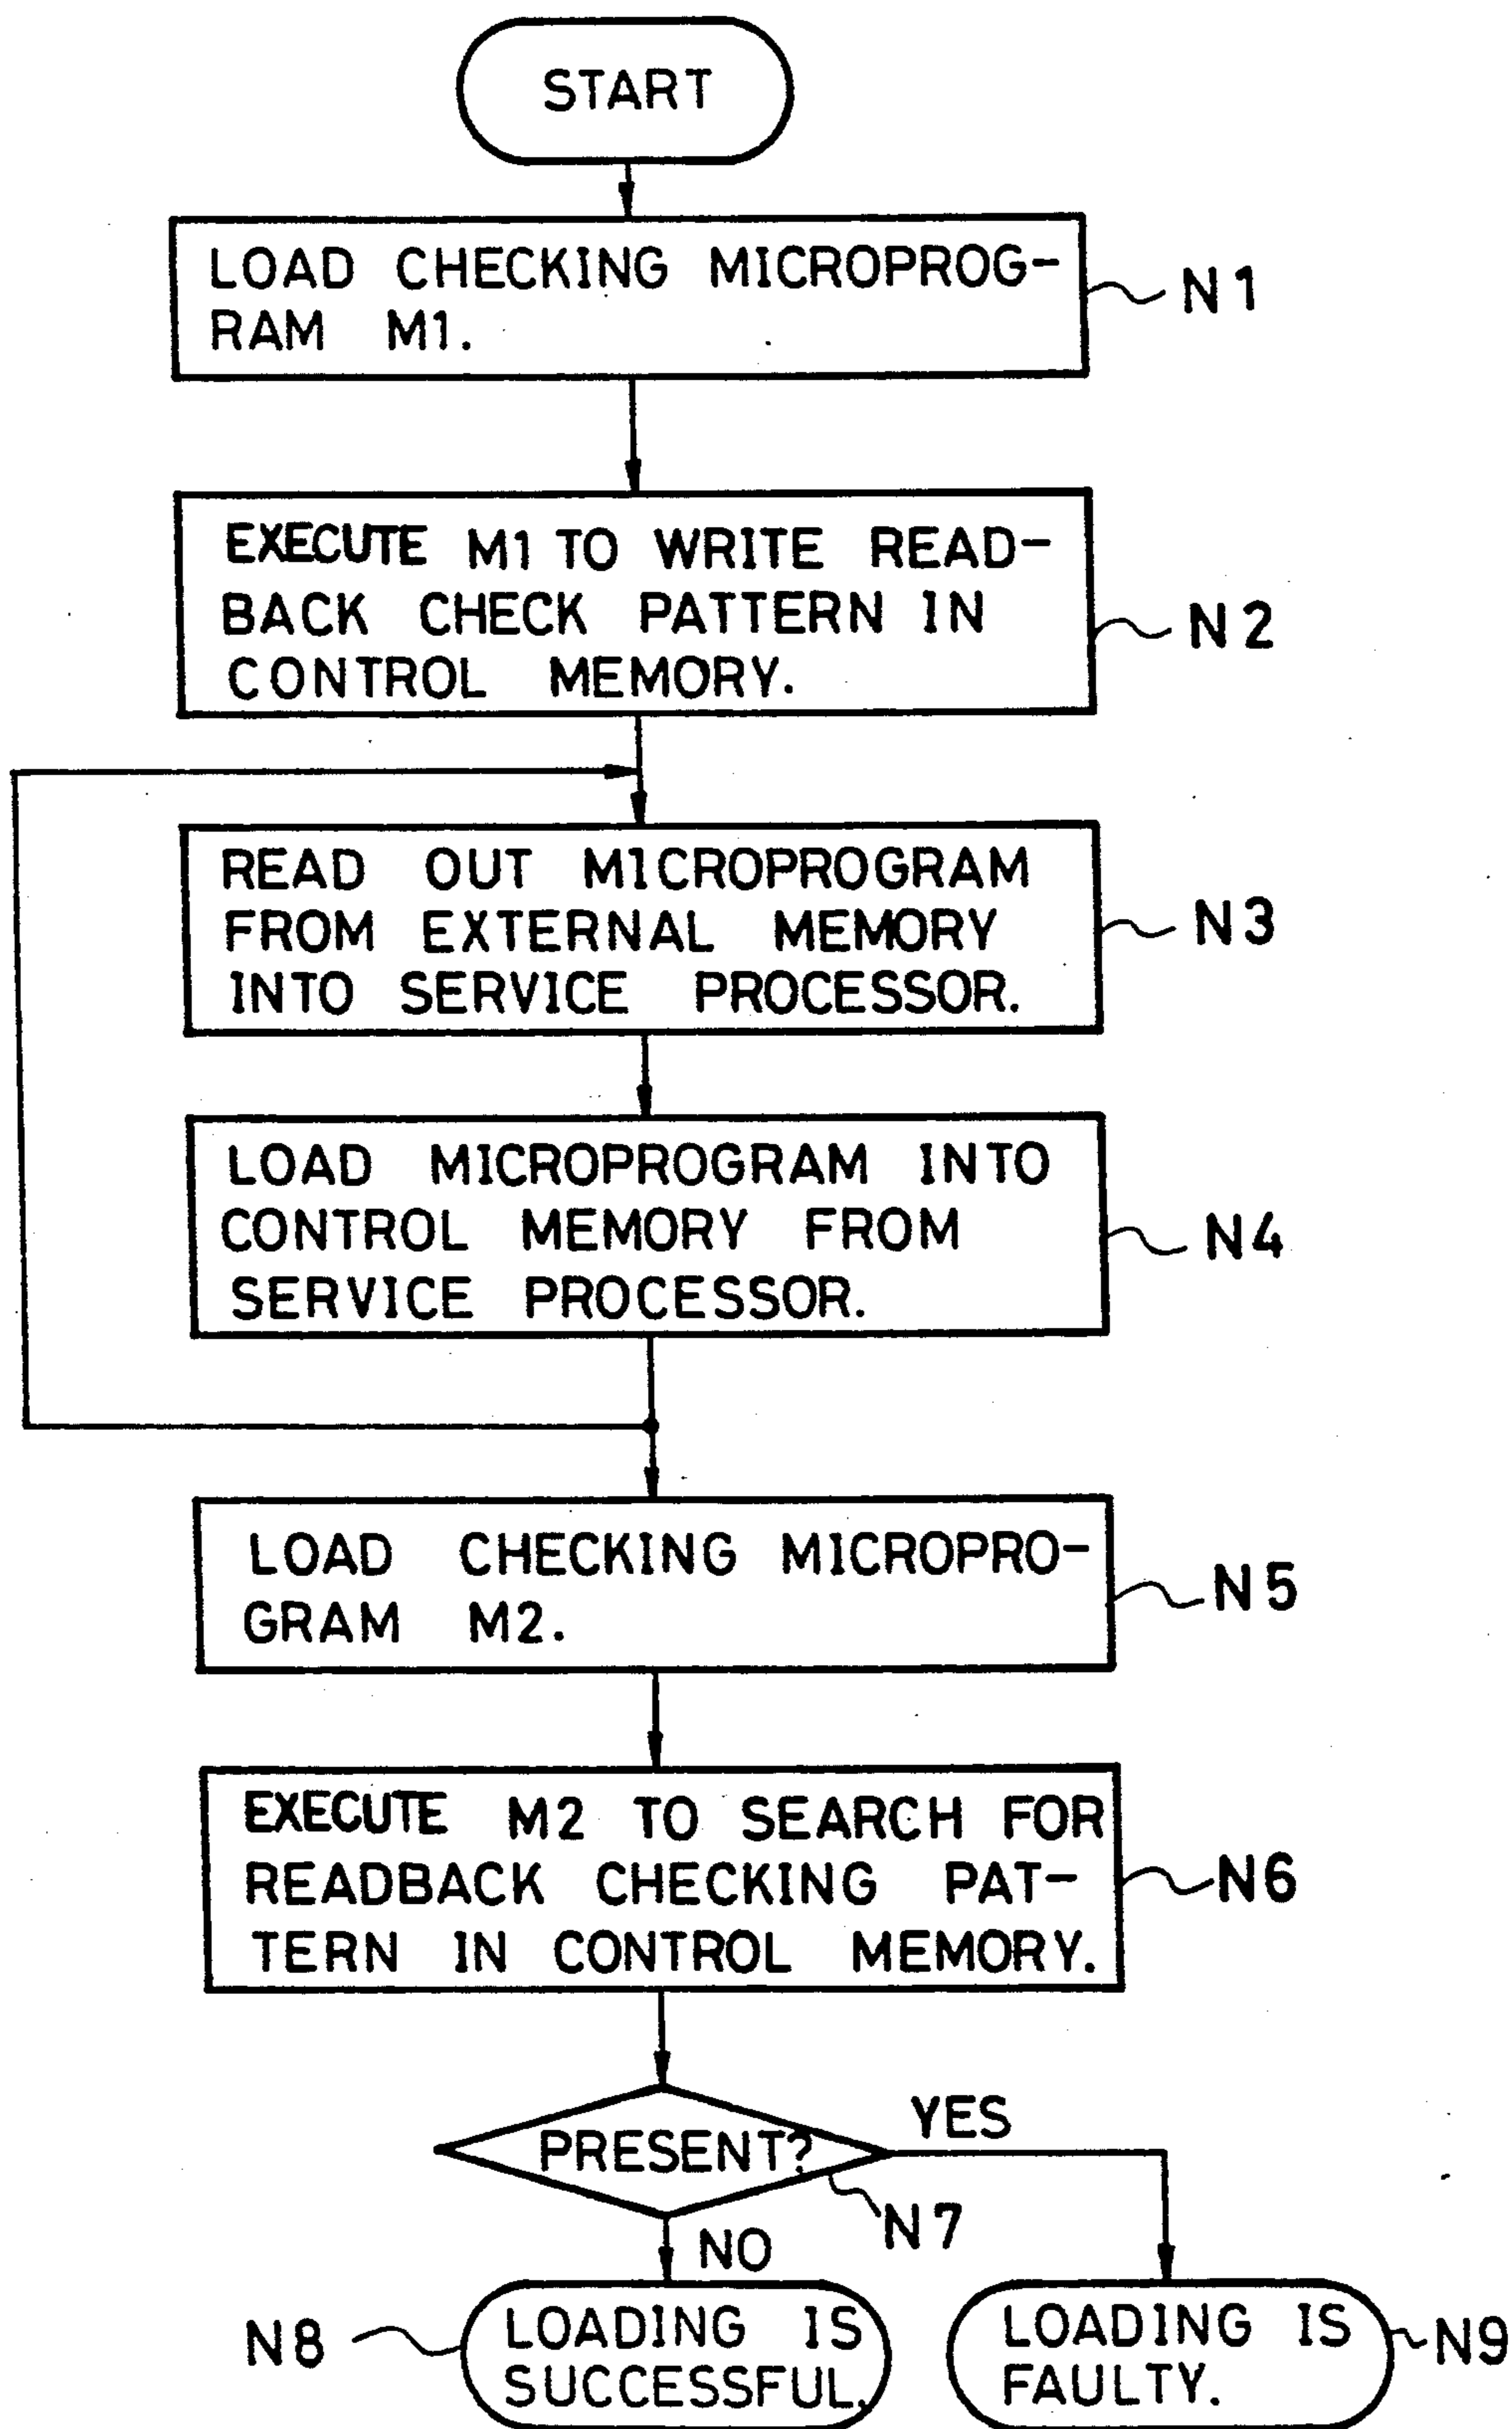 START
LOAD CHECKING MICROPROG-
RAM M1.
N1
EXECUTE M1 TO WRITE READ-
BACK CHECK PATTERN IN
CONTROL MEMORY.
N2
READ OUT MICROPROGRAM
FROM EXTERNAL MEMORY
INTO SERVICE PROCESSOR.
N3
LOAD MICROPROGRAM INTO
CONTROL MEMORY FROM
SERVICE PROCESSOR.
N4
LOAD CHECKING MICROPRO-
GRAM M2.
N5
EXECUTE M2 TO SEARCH FOR
READBACK CHECKING PAT-
TERN IN CONTROL MEMORY.
N6
PRESENT?
YES
N7
NO
N8
LOADING IS
SUCCESSFUL.
LOADING IS
FAULTY.
N9